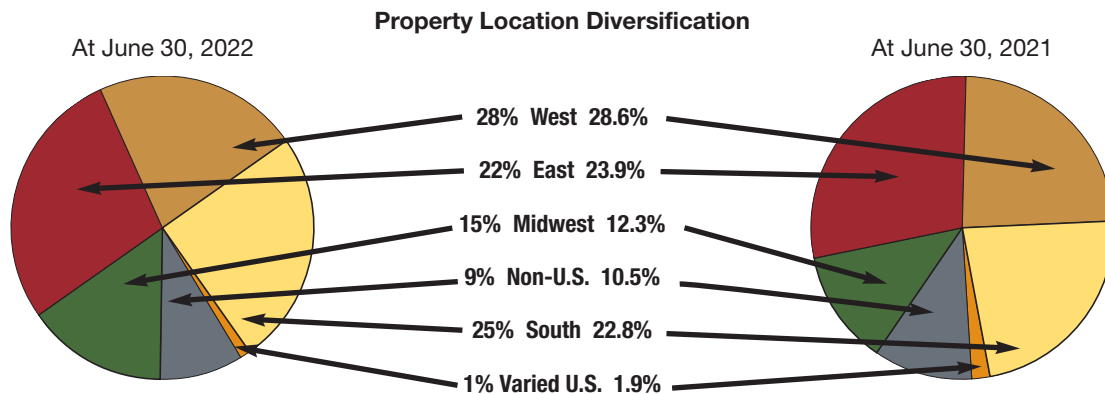 Property Location Diversification
At June 30, 2022
At June 30, 2021
28% West 28.6%
22% East 23.9%
15% Midwest 12.3%
9% Non-U.S. 10.5%
25% South 22.8%
1% Varied U.S. 1.9%